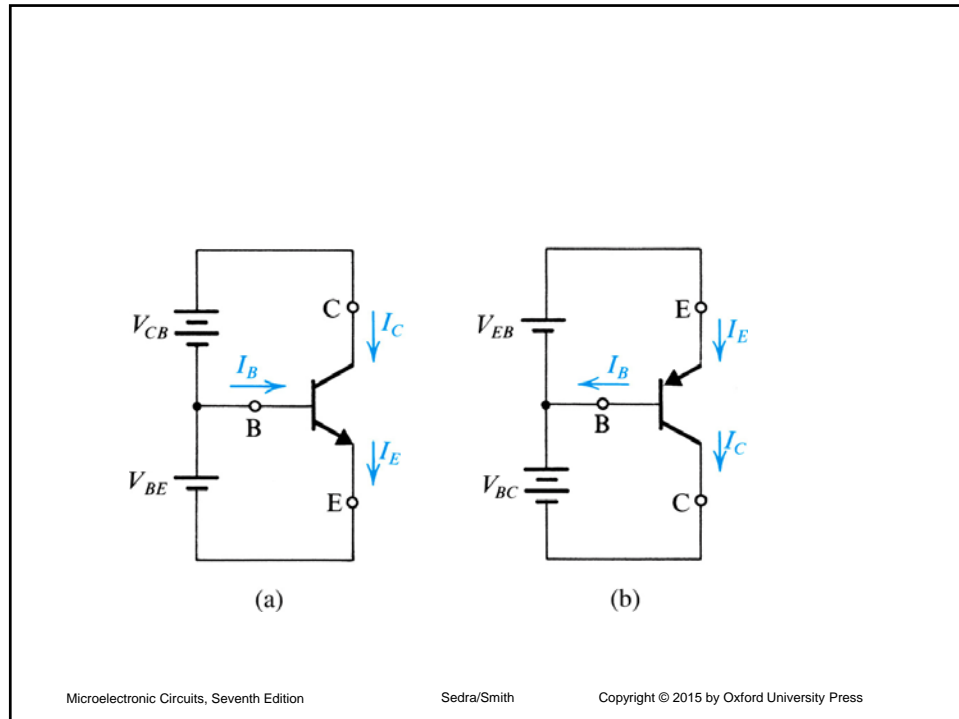 C
V_CB
I_C
I_B
B
V_BE
I_E
E
(a)
E
V_EB
I_E
I_B
B
I_C
V_BC
C
(b)
Microelectronic Circuits, Seventh Edition Sedra/Smith Copyright © 2015 by Oxford University Press